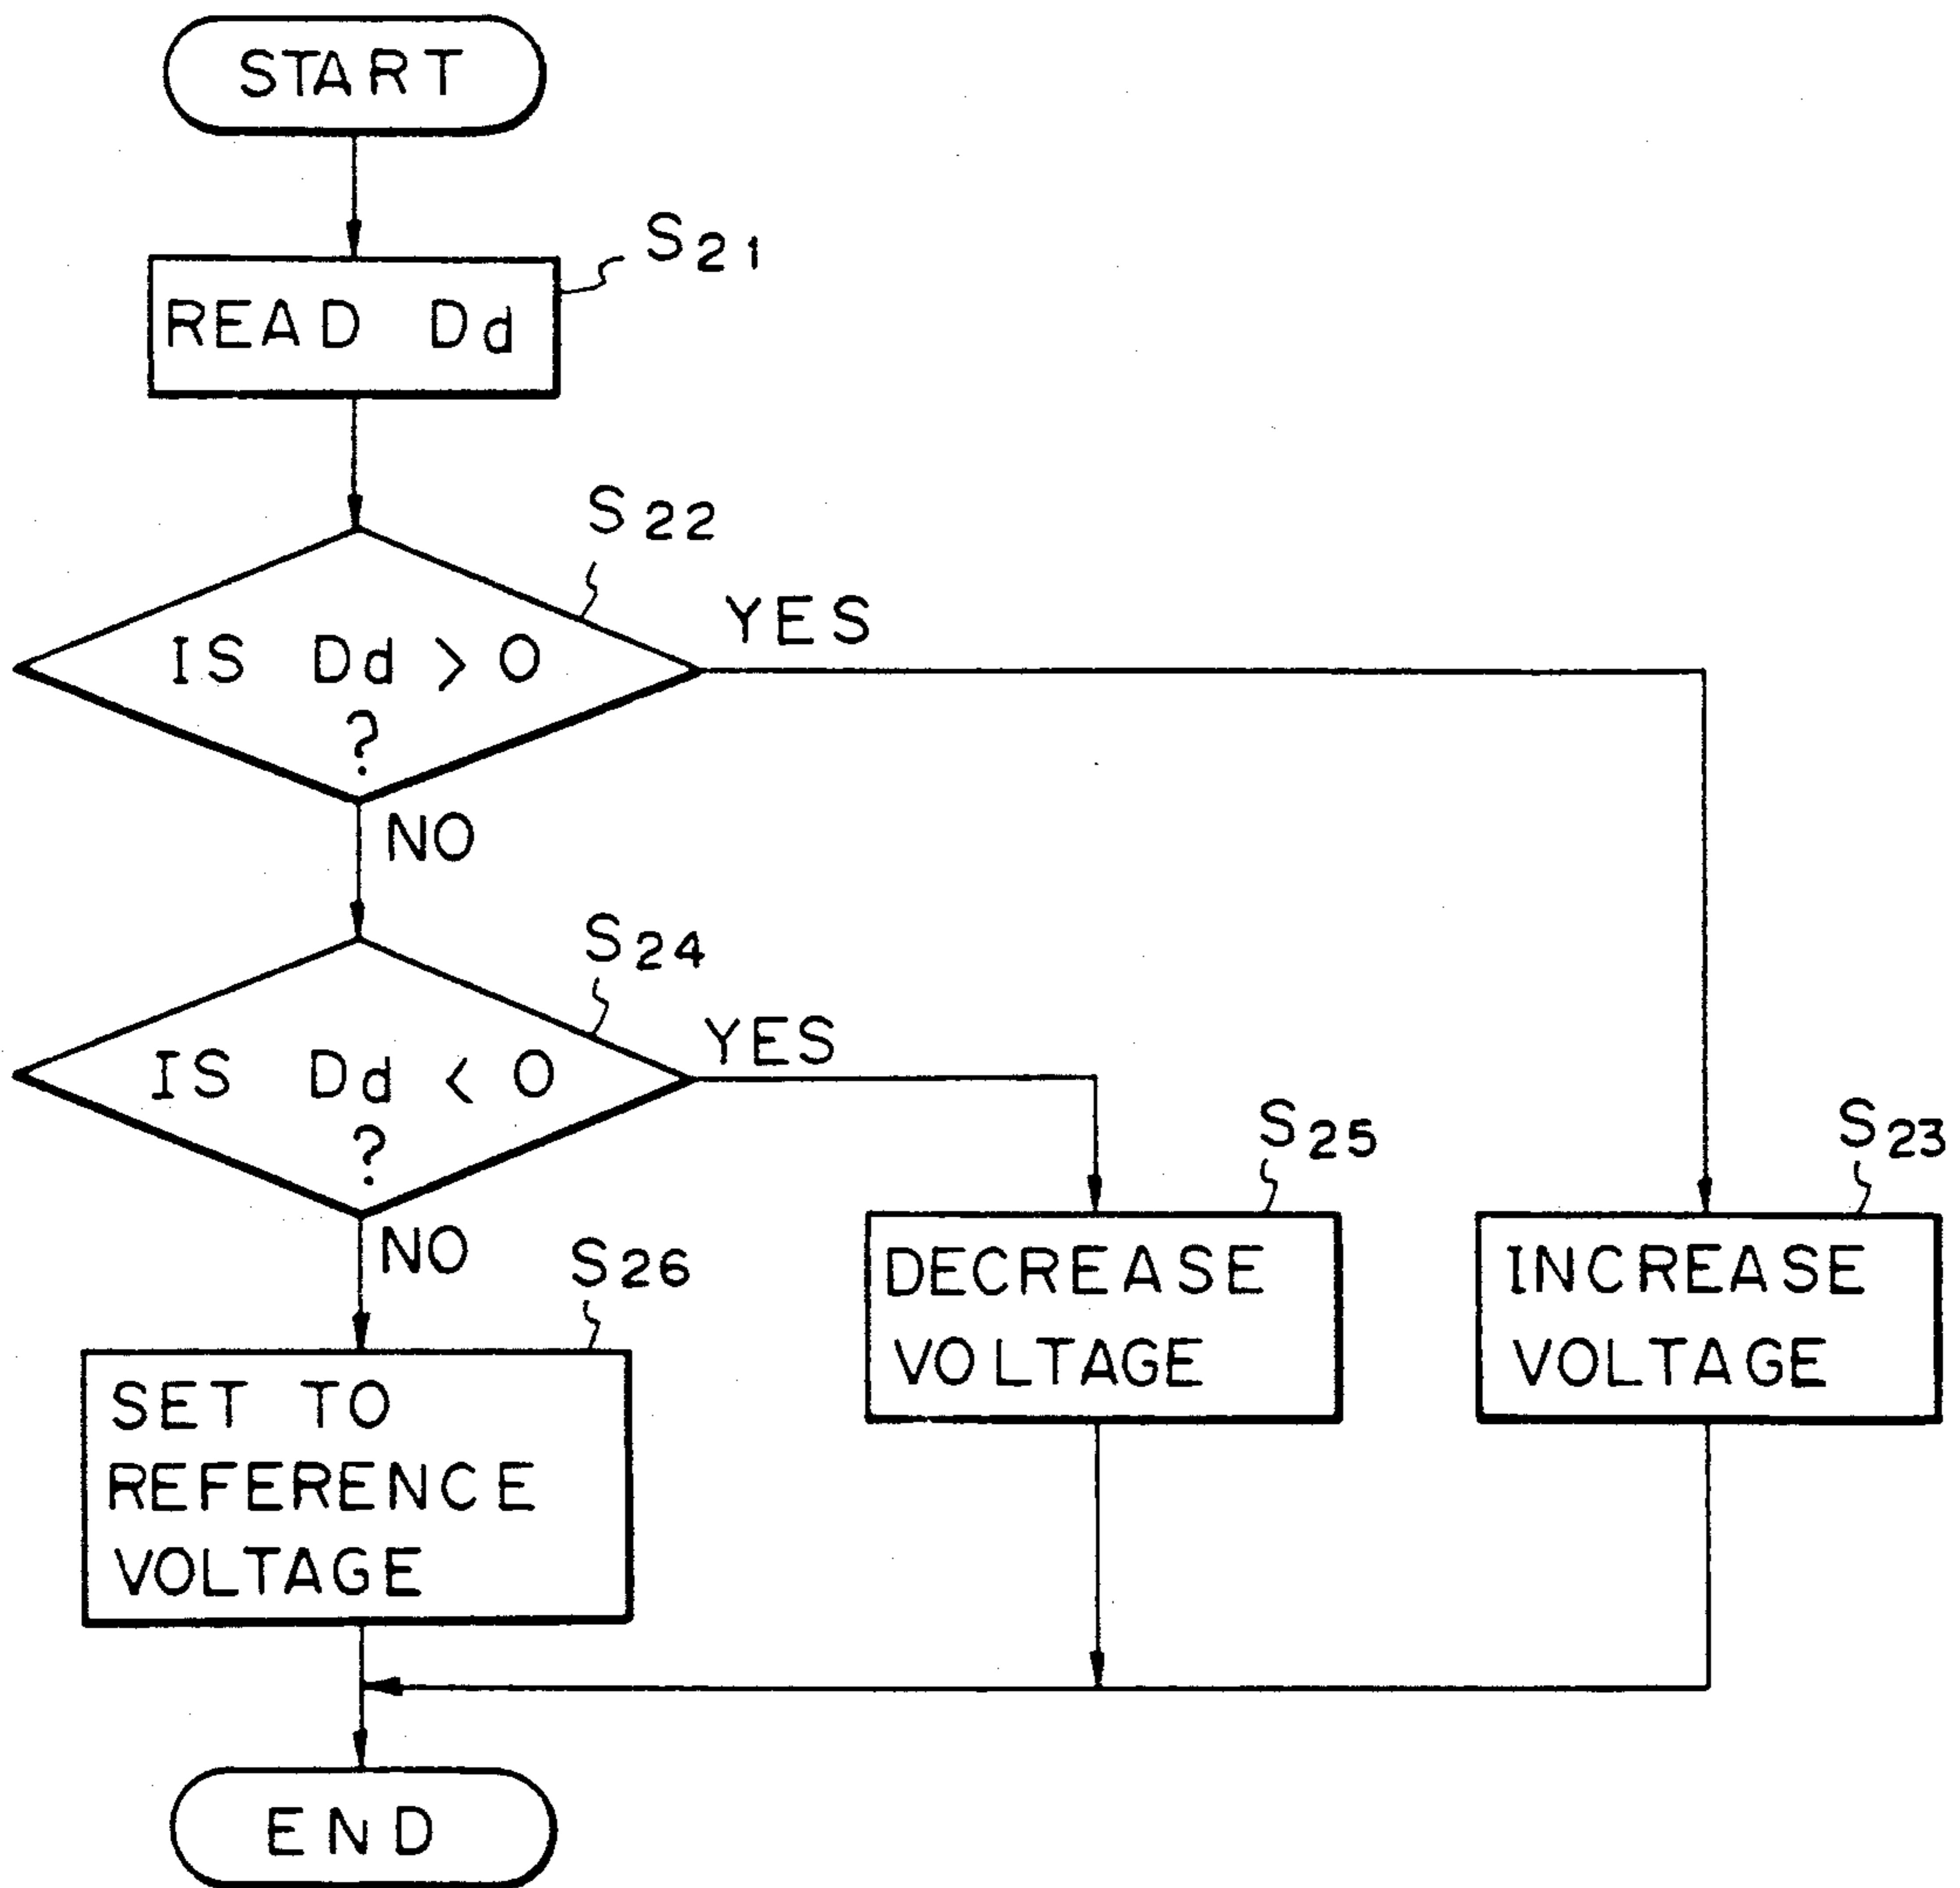 START
S21
READ Dd
S22
IS Dd > 0
?
YES
NO
S24
IS Dd < 0
?
YES
NO
S25
DECREASE
VOLTAGE
S23
INCREASE
VOLTAGE
S26
SET TO
REFERENCE
VOLTAGE
END